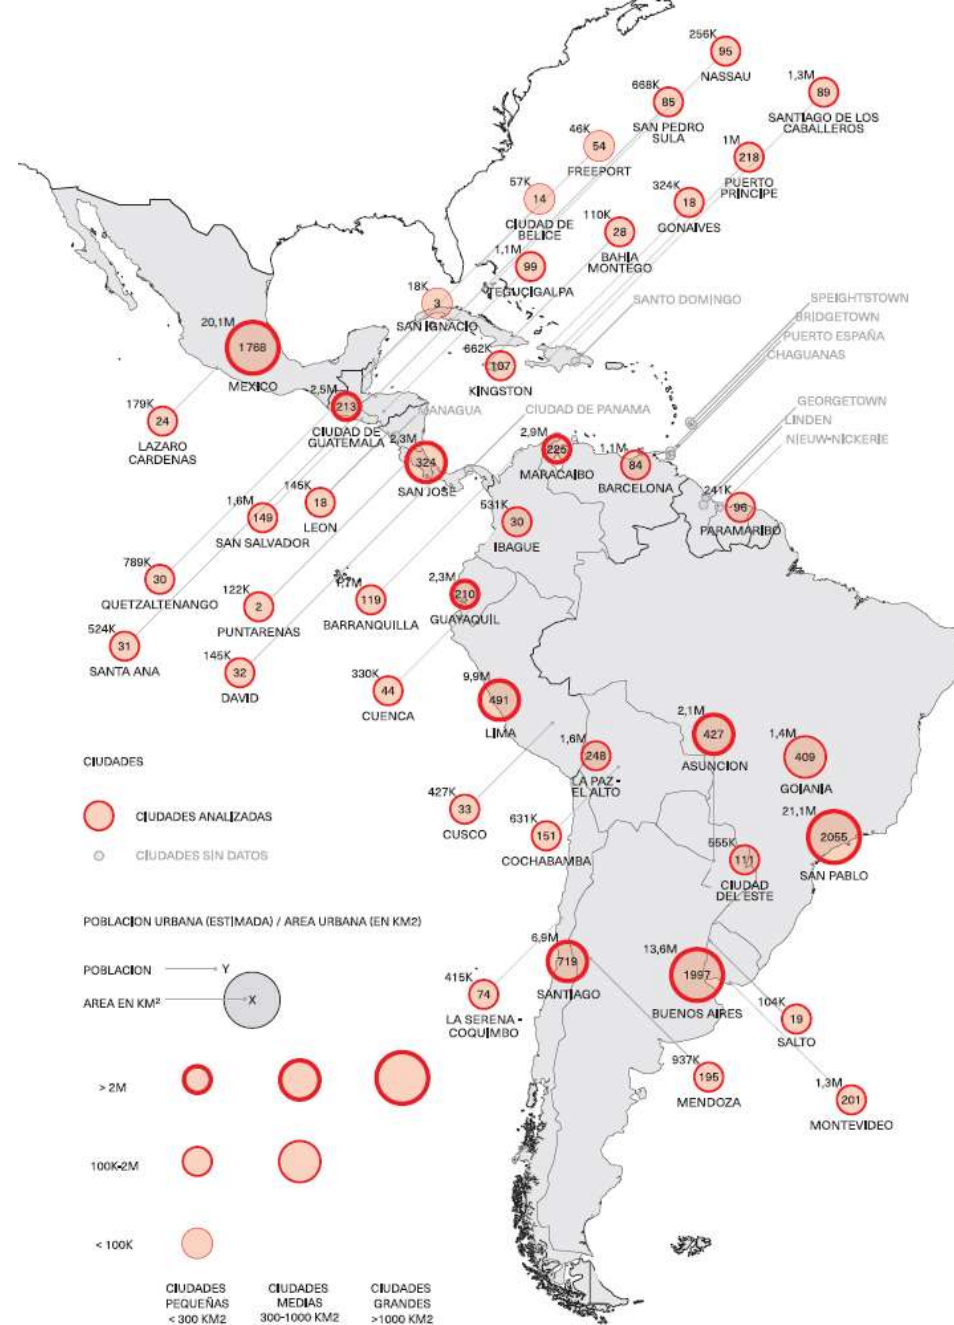 256K
95
NASSAU
1,3M
89
SANTIAGO DE LOS
CABALLEROS
668K
85
SAN PEDRO
SULA
46K
54
FREEPORT
1M
218
PUERTO
PRINCIPE
57K
14
CIUDAD DE
BELICE
324K
18
GONAIVES
110K
28
BAHIA
MONTEGO
1,1M
99
TEGUCIGALPA
18K
3
SAN IGNACIO
SANTO DOMINGO
SPEIGHTSTOWN
BRIDGETOWN
PUERTO ESPAÑA
CHAGUANAS
20,1M
1768
MEXICO
662K
107
KINGSTON
179K
24
LAZARO
CARDENAS
2,5M
213
CIUDAD DE
GUATEMALA
MANAGUA
CIUDAD DE PANAMA
GEORGETOWN
LINDEN
NIEUW-NICKERIE
2,3M
324
SAN JOSE
2,9M
225
MARACAIBO
1,1M
84
BARCELONA
241K
96
PARAMARIBO
145K
18
LEON
1,6M
149
SAN SALVADOR
531K
30
IBAGUE
789K
30
QUETZALTENANGO
122K
2
PUNTARENAS
1,7M
119
BARRANQUILLA
2,3M
210
GUAYAQUIL
524K
31
SANTA ANA
145K
32
DAVID
330K
44
CUENCA
9,9M
491
LIMA
2,1M
427
ASUNCION
1,4M
409
GOIANIA
1,6M
248
LA PAZ -
EL ALTO
427K
33
CUSCO
631K
151
COCHABAMBA
21,1M
2055
SAN PABLO
555K
111
CIUDAD
DEL ESTE
CIUDADES
CIUDADES ANALIZADAS
CIUDADES SIN DATOS
POBLACION URBANA (ESTIMADA) / AREA URBANA (EN KM2)
POBLACION
Y
AREA EN KM²
X
6,9M
719
SANTIAGO
13,6M
1997
BUENOS AIRES
415K
74
LA SERENA -
COQUIMBO
104K
19
SALTO
937K
195
MENDOZA
1,3M
201
MONTEVIDEO
> 2M
100K-2M
< 100K
CIUDADES
PEQUEÑAS
< 300 KM2
CIUDADES
MEDIAS
300-1000 KM2
CIUDADES
GRANDES
>1000 KM2